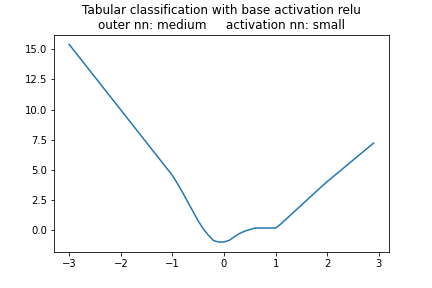 Tabular classification with base activation relu
outer nn: medium     activation nn: small
15.0
12.5
10.0
7.5
5.0
2.5
0.0
−3 −2 −1 0 1 2 3